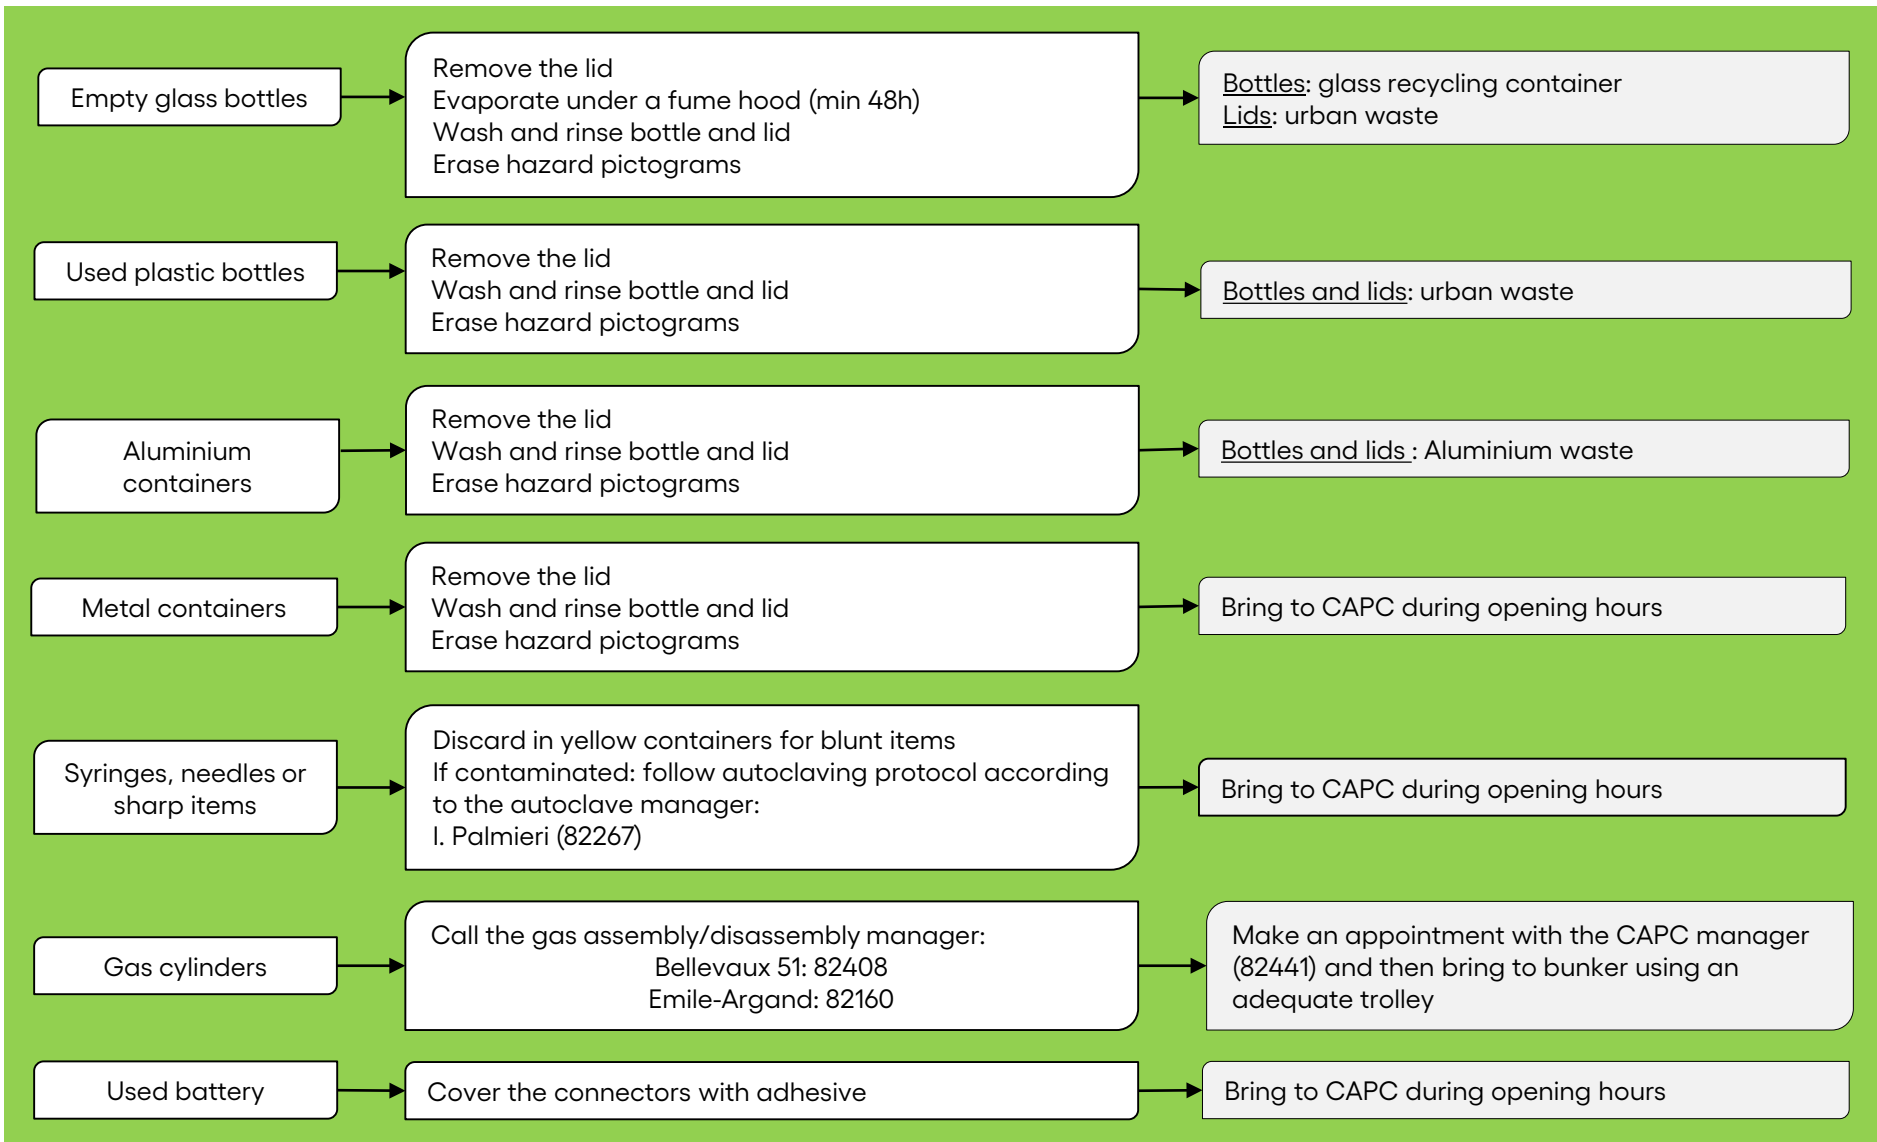 Empty glass bottles
Remove the lid
Evaporate under a fume hood (min 48h)
Wash and rinse bottle and lid
Erase hazard pictograms
Bottles: glass recycling container
Lids: urban waste
Used plastic bottles
Remove the lid
Wash and rinse bottle and lid
Erase hazard pictograms
Bottles and lids: urban waste
Aluminium
containers
Remove the lid
Wash and rinse bottle and lid
Erase hazard pictograms
Bottles and lids : Aluminium waste
Metal containers
Remove the lid
Wash and rinse bottle and lid
Erase hazard pictograms
Bring to CAPC during opening hours
Syringes, needles or
sharp items
Discard in yellow containers for blunt items
If contaminated: follow autoclaving protocol according
to the autoclave manager:
I. Palmieri (82267)
Bring to CAPC during opening hours
Gas cylinders
Call the gas assembly/disassembly manager:
Bellevaux 51: 82408
Emile-Argand: 82160
Make an appointment with the CAPC manager
(82441) and then bring to bunker using an
adequate trolley
Used battery
Cover the connectors with adhesive
Bring to CAPC during opening hours